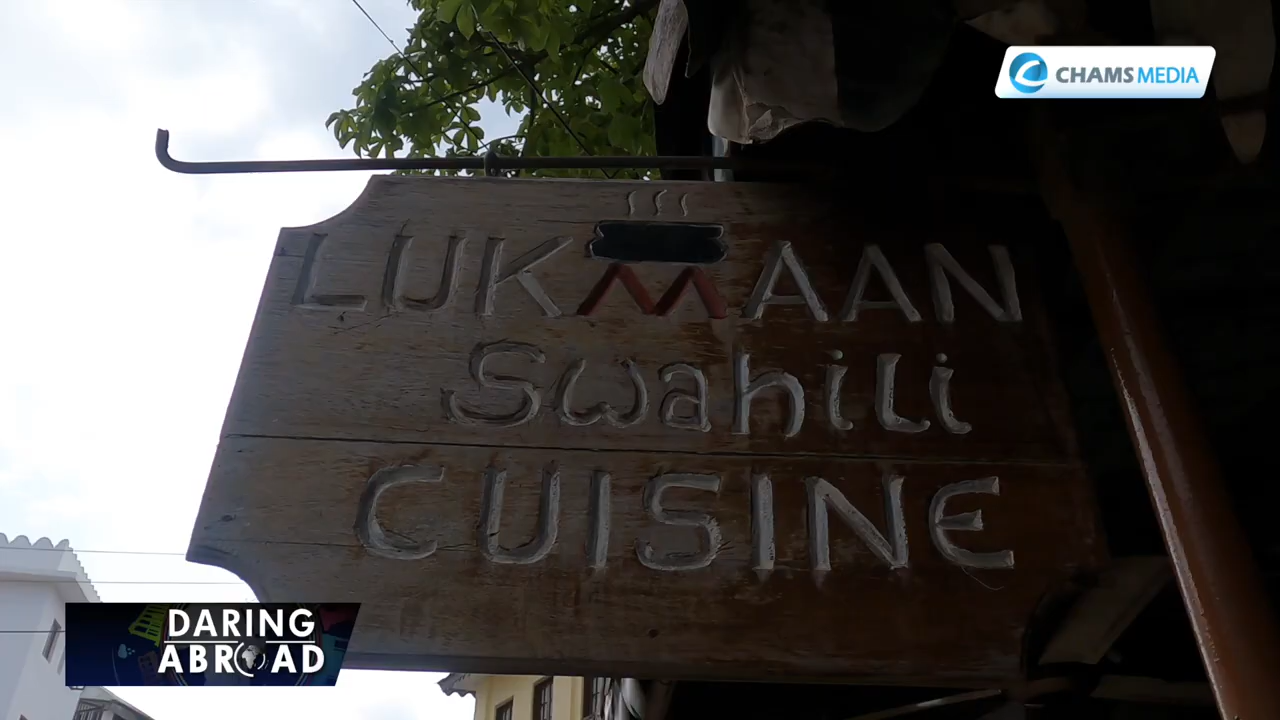 CHAMS MEDIA
LUKMAAN
Swahili
CUISINE
DARING
ABROAD